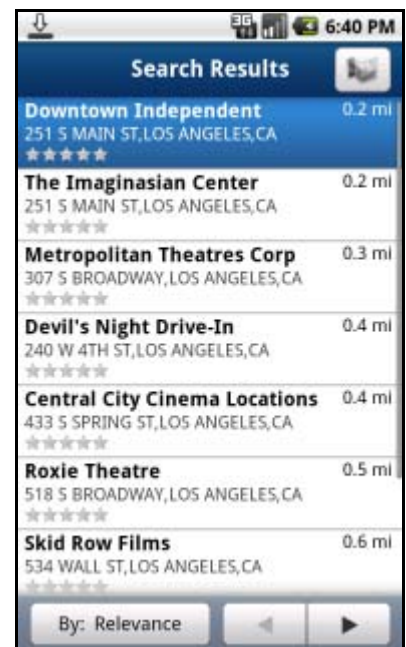 3G 6:40 PM
Search Results
Downtown Independent 0.2 mi
251 S MAIN ST,LOS ANGELES,CA
The Imaginasian Center 0.2 mi
251 S MAIN ST,LOS ANGELES,CA
Metropolitan Theatres Corp 0.3 mi
307 S BROADWAY,LOS ANGELES,CA
Devil's Night Drive-In 0.4 mi
240 W 4TH ST,LOS ANGELES,CA
Central City Cinema Locations 0.4 mi
433 S SPRING ST,LOS ANGELES,CA
Roxie Theatre 0.5 mi
518 S BROADWAY,LOS ANGELES,CA
Skid Row Films 0.6 mi
534 WALL ST,LOS ANGELES,CA
By: Relevance